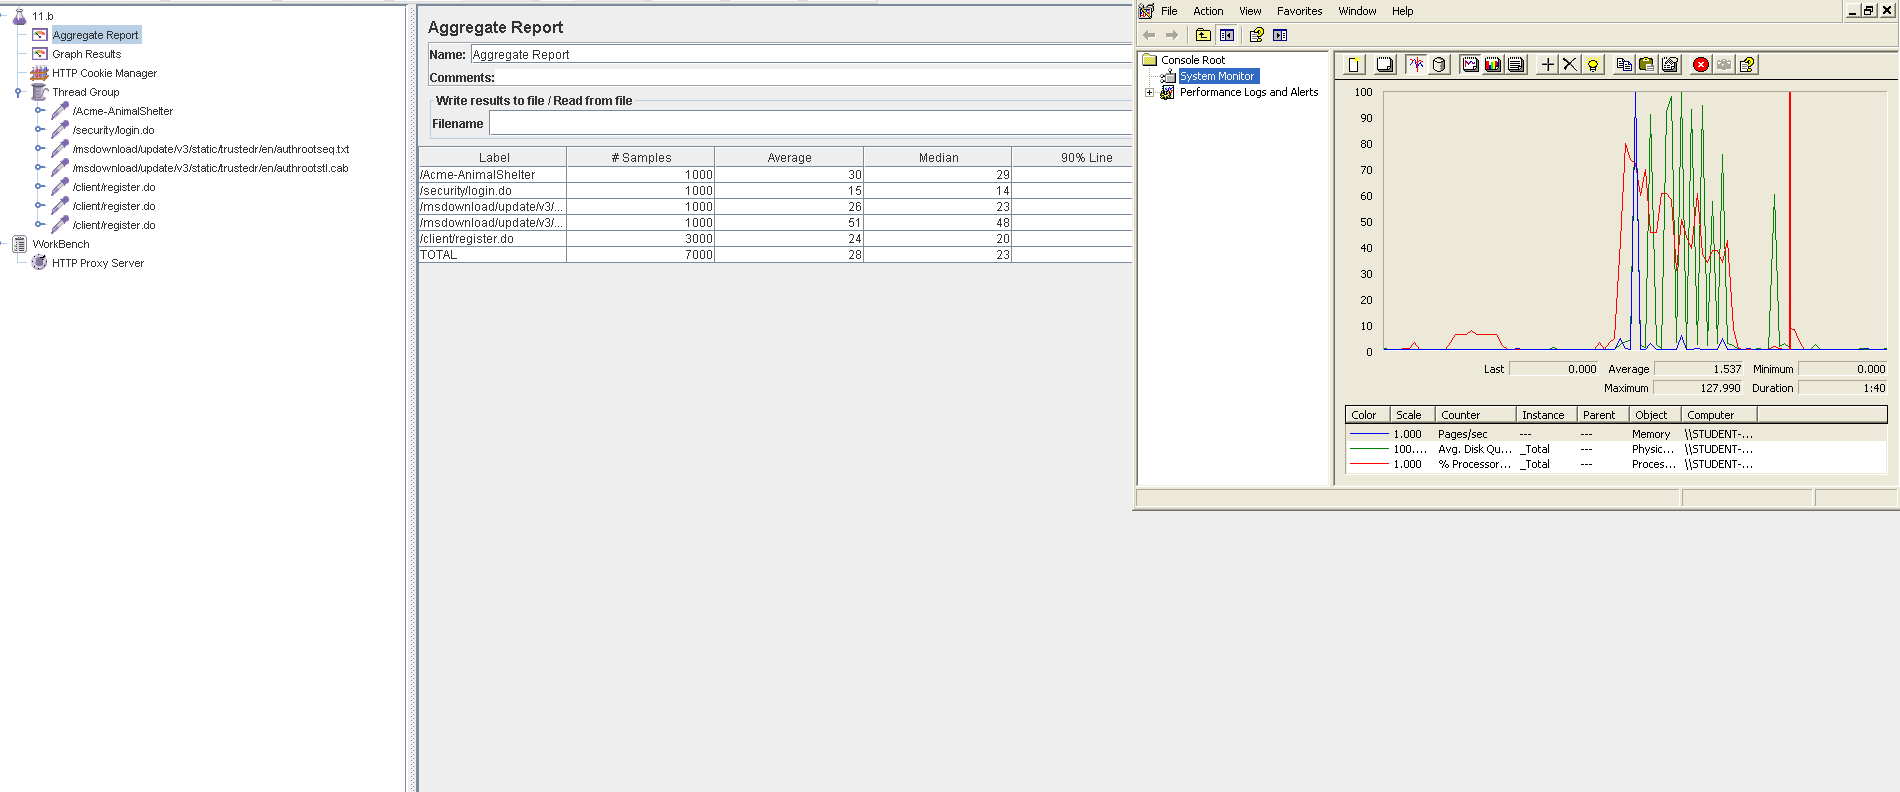 11.b
Aggregate Report
Graph Results
HTTP Cookie Manager
Thread Group
/Acme-AnimalShelter
/security/login.do
/msdownload/update/v3/static/trustedr/en/authrootseq.txt
/msdownload/update/v3/static/trustedr/en/authrootstl.cab
/client/register.do
/client/register.do
/client/register.do
WorkBench
HTTP Proxy Server
Aggregate Report
Name: Aggregate Report
Comments:
Write results to file / Read from file
Filename
Label # Samples Average Median 90% Line
/Acme-AnimalShelter 1000 30 29
/security/login.do 1000 15 14
/msdownload/update/v3/... 1000 26 23
/msdownload/update/v3/... 1000 51 48
/client/register.do 3000 24 20
TOTAL 7000 28 23
File Action View Favorites Window Help
Console Root
System Monitor
Performance Logs and Alerts
100
90
80
70
60
50
40
30
20
10
0
Last 0.000 Average 1.537 Minimum 0.000
Maximum 127.990 Duration 1:40
Color Scale Counter Instance Parent Object Computer
1.000 Pages/sec --- --- Memory \\STUDENT-...
100.... Avg. Disk Qu... _Total --- Physic... \\STUDENT-...
1.000 % Processor... _Total --- Proces... \\STUDENT-...